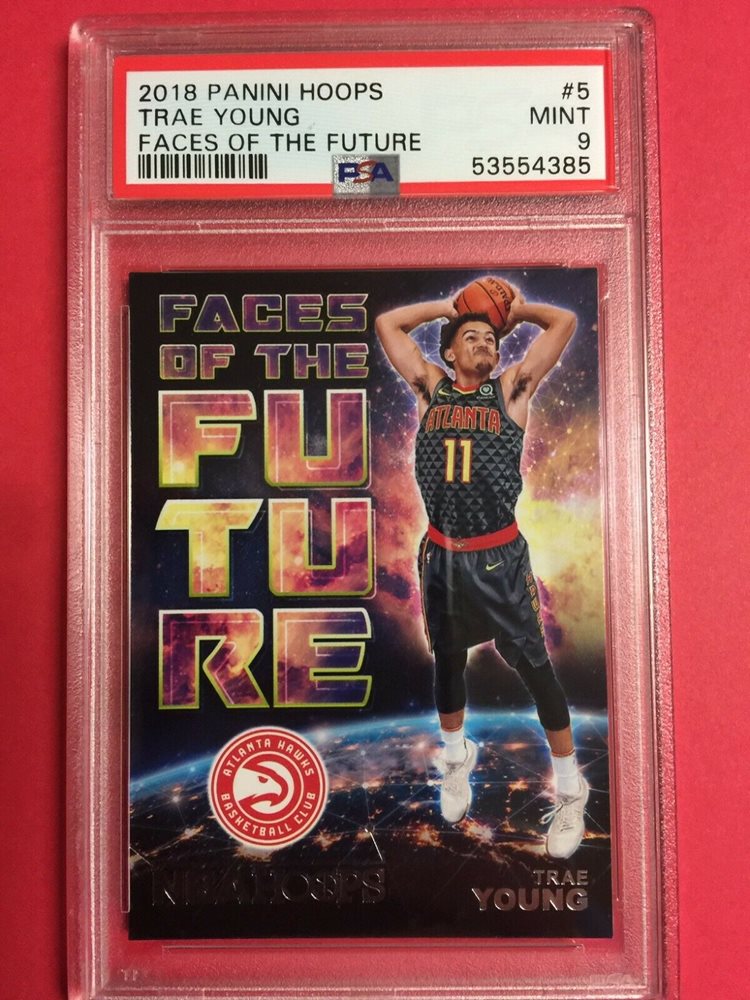 2018 PANINI HOOPS #5
TRAE YOUNG MINT
FACES OF THE FUTURE 9
PSA 53554385
FACES
OF THE
FU
TU
RE
ATLANTA
11
ATLANTA HAWKS
BASKETBALL CLUB
NBA HOOPS
TRAE
YOUNG
PSA